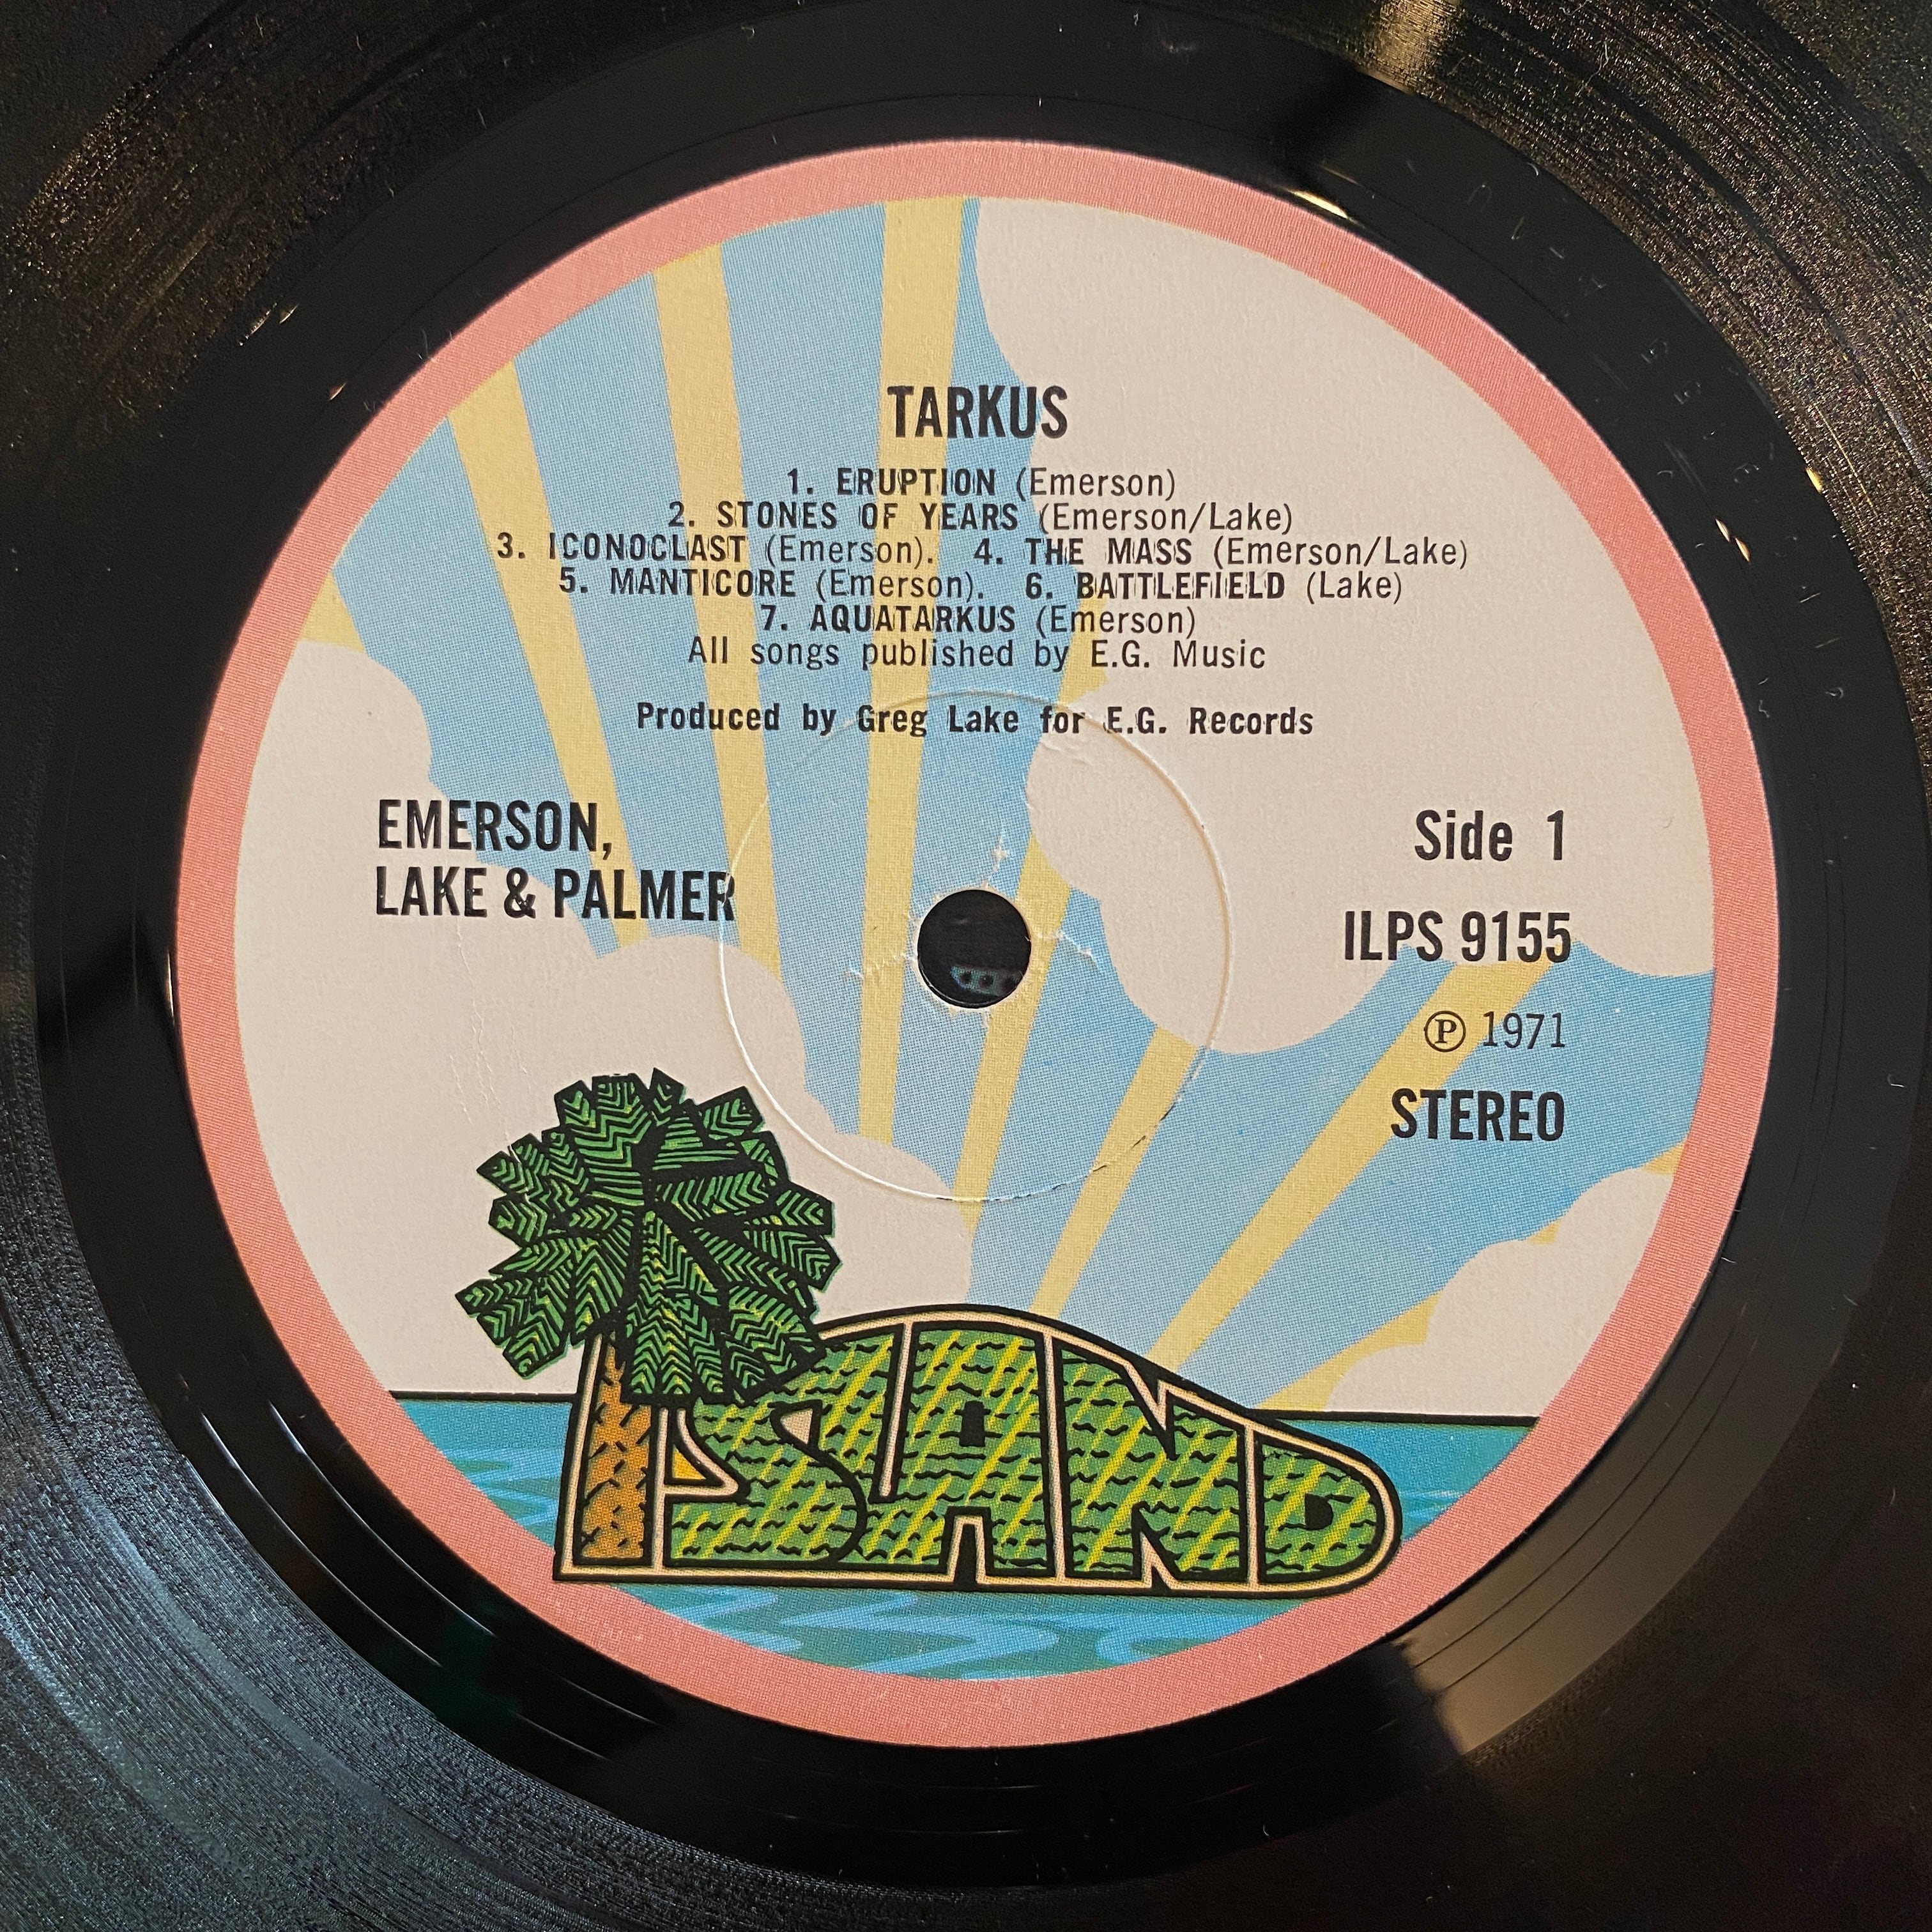 TARKUS
1. ERUPTION (Emerson)
2. STONES OF YEARS (Emerson/Lake)
3. ICONOCLAST (Emerson). 4. THE MASS (Emerson/Lake)
5. MANTICORE (Emerson). 6. BATTLEFIELD (Lake)
7. AQUATARKUS (Emerson)
All songs published by E.G. Music
Produced by Greg Lake for E.G. Records
EMERSON,
LAKE & PALMER
Side 1
ILPS 9155
Ⓟ 1971
STEREO
ISLAND